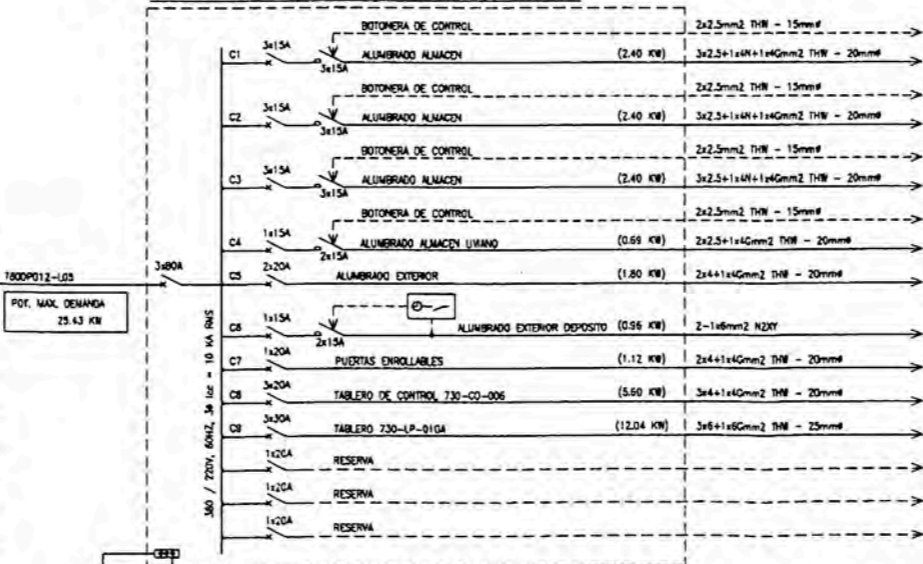 BOTONERA DE CONTROL 2x2.5mm2 THW - 15mmø
C1 3x15A 3x15A ALUMBRADO ALMACEN (2.40 KW) 3x2.5+1x4N+1x4Gmm2 THW - 20mmø
BOTONERA DE CONTROL 2x2.5mm2 THW - 15mmø
C2 3x15A 3x15A ALUMBRADO ALMACEN (2.40 KW) 3x2.5+1x4N+1x4Gmm2 THW - 20mmø
BOTONERA DE CONTROL 2x2.5mm2 THW - 15mmø
C3 3x15A 3x15A ALUMBRADO ALMACEN (2.40 KW) 3x2.5+1x4N+1x4Gmm2 THW - 20mmø
BOTONERA DE CONTROL 2x2.5mm2 THW - 15mmø
C4 1x15A 2x15A ALUMBRADO ALMACEN LIVIANO (0.69 KW) 2x2.5+1x4Gmm2 THW - 20mmø
7800P012-L05 3x80A C5 2x20A ALUMBRADO EXTERIOR (1.80 KW) 2x4+1x4Gmm2 THW - 20mmø
POT. MAX. DEMANDA
25.43 KW
C6 1x15A 2x15A ALUMBRADO EXTERIOR DEPOSITO (0.96 KW) 2-1x6mm2 N2XY
C7 1x20A PUERTAS ENROLLABLES (1.12 KW) 2x4+1x4Gmm2 THW - 20mmø
C8 3x20A TABLERO DE CONTROL 730-CO-006 (5.60 KW) 3x4+1x4Gmm2 THW - 20mmø
C9 3x30A TABLERO 730-LP-010A (12.04 KW) 3x6+1x6Gmm2 THW - 25mmø
1x20A RESERVA
1x20A RESERVA
1x20A RESERVA
380 / 220V, 60HZ, 3ø Icc = 10 KA RMS